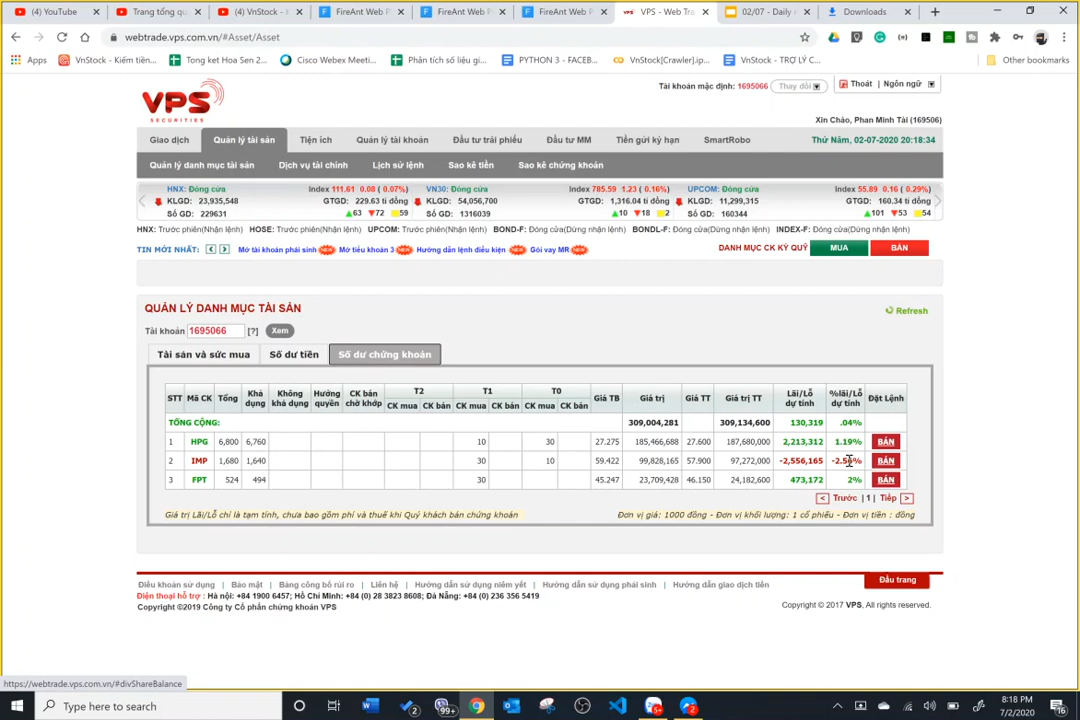 (4) YouTube
Trang tổng qu
(4) VnStock - K
FireAnt Web P
FireAnt Web P
FireAnt Web P
VPS - Web Tra
02/07 - Daily
Downloads
webtrade.vps.com.vn/#Asset/Asset
Apps
VnStock - Kiếm tiền...
Tong ket Hoa Sen 2...
Cisco Webex Meeti...
Phân tích số liệu gi...
PYTHON 3 - FACEB...
VnStock[Crawler].ip...
VnStock - TRỢ LÝ C...
Other bookmarks
VPS
SECURITIES
Tài khoản mặc định: 1695066
Thay đổi
Thoát
Ngôn ngữ
Xin Chào, Phan Minh Tài (169506)
Giao dịch
Quản lý tài sản
Tiện ích
Quản lý tài khoản
Đầu tư trái phiếu
Đầu tư MM
Tiền gửi kỳ hạn
SmartRobo
Thứ Năm, 02-07-2020 20:18:34
Quản lý danh mục tài sản
Dịch vụ tài chính
Lịch sử lệnh
Sao kê tiền
Sao kê chứng khoán
HNX: Đóng cửa Index 111.61 0.08 ( 0.07%) VN30: Đóng cửa Index 785.59 1.23 ( 0.16%) UPCOM: Đóng cửa Index 55.89 0.16 ( 0.29%)
KLGD: 23,935,548 GTGD: 229.63 tỉ đồng KLGD: 54,056,700 GTGD: 1,316.04 tỉ đồng KLGD: 11,299,315 GTGD: 160.34 tỉ đồng
Số GD: 229631 63 72 59 Số GD: 1316039 10 18 2 Số GD: 160344 101 53 54
HNX: Trước phiên(Nhận lệnh) HOSE: Trước phiên(Nhận lệnh) UPCOM: Trước phiên(Nhận lệnh) BOND-F: Đóng cửa(Dừng nhận lệnh) BONDL-F: Đóng cửa(Dừng nhận lệnh) INDEX-F: Đóng cửa(Dừng nhận lệnh)
TIN MỚI NHẤT: Mở tài khoản phái sinh NEW Mở tiểu khoản 3 NEW Hướng dẫn lệnh điều kiện NEW Gói vay MR NEW
DANH MỤC CK KÝ QUỸ
MUA
BÁN
QUẢN LÝ DANH MỤC TÀI SẢN
Refresh
Tài khoản 1695066 [?] Xem
Tài sản và sức mua
Số dư tiền
Số dư chứng khoán
STT Mã CK Tổng Khả dụng Không khả dụng Hưởng quyền CK bán chờ khớp T2 T1 T0 Giá TB Giá trị Giá TT Giá trị TT Lãi/Lỗ dự tính %lãi/Lỗ dự tính Đặt Lệnh
CK mua CK bán CK mua CK bán CK mua CK bán
TỔNG CỘNG: 309,004,281 309,134,600 130,319 .04%
1 HPG 6,800 6,760 10 30 27.275 185,466,688 27.600 187,680,000 2,213,312 1.19% BÁN
2 IMP 1,680 1,640 30 10 59.422 99,828,165 57.900 97,272,000 -2,556,165 BÁN
3 FPT 524 494 30 45.247 23,709,428 46.150 24,182,600 473,172 2% BÁN
< Trước | 1 | Tiếp >
Giá trị Lãi/Lỗ chỉ là tạm tính, chưa bao gồm phí và thuế khi Quý khách bán chứng khoán
Đơn vị giá: 1000 đồng - Đơn vị khối lượng: 1 cổ phiếu - Đơn vị tiền : đồng
Điều khoản sử dụng | Bảo mật | Bảng công bố rủi ro | Liên hệ | Hướng dẫn sử dụng niêm yết | Hướng dẫn sử dụng phái sinh | Hướng dẫn giao dịch tiền
Đầu trang
Điện thoại hỗ trợ : Hà nội: +84 1900 6457; Hồ Chí Minh: +84 (0) 28 3823 8608; Đà Nẵng: +84 (0) 236 356 5419
Copyright ©2019 Công ty Cổ phần chứng khoán VPS
Copyright © 2017 VPS, All rights reserved.
https://webtrade.vps.com.vn/#divShareBalance
Type here to search
2
99+
5+
2
8:18 PM
7/2/2020
16